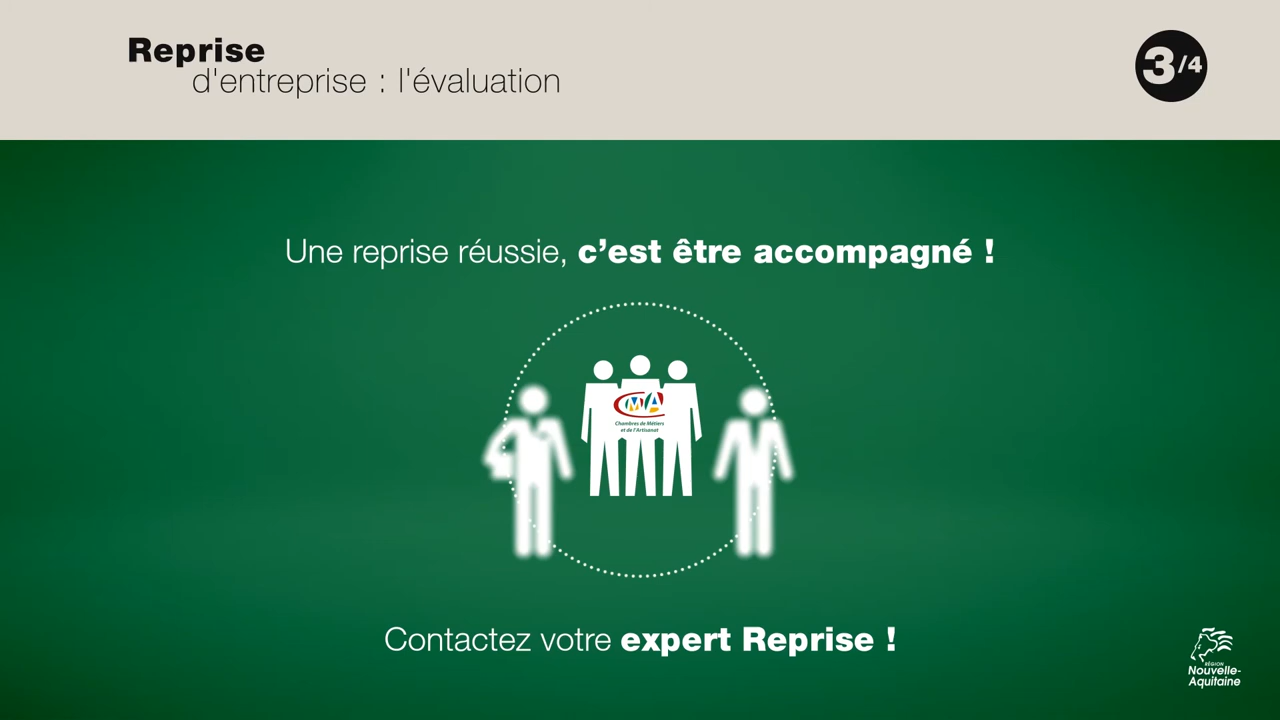 Reprise
d'entreprise : l'évaluation
3/4
Une reprise réussie, c’est être accompagné !
CMA
Chambres de Métiers
et de l'Artisanat
Contactez votre expert Reprise !
RÉGION
Nouvelle-
Aquitaine